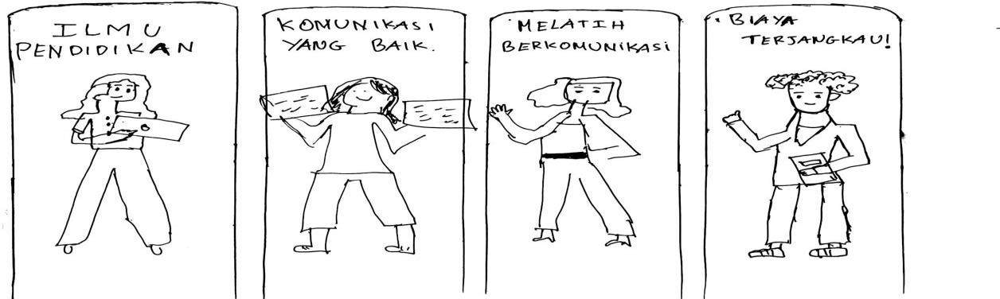 ILMU
PENDIDIKAN
KOMUNIKASI
YANG BAIK.
MELATIH
BERKOMUNIKASI
BIAYA
TERJANGKAU!